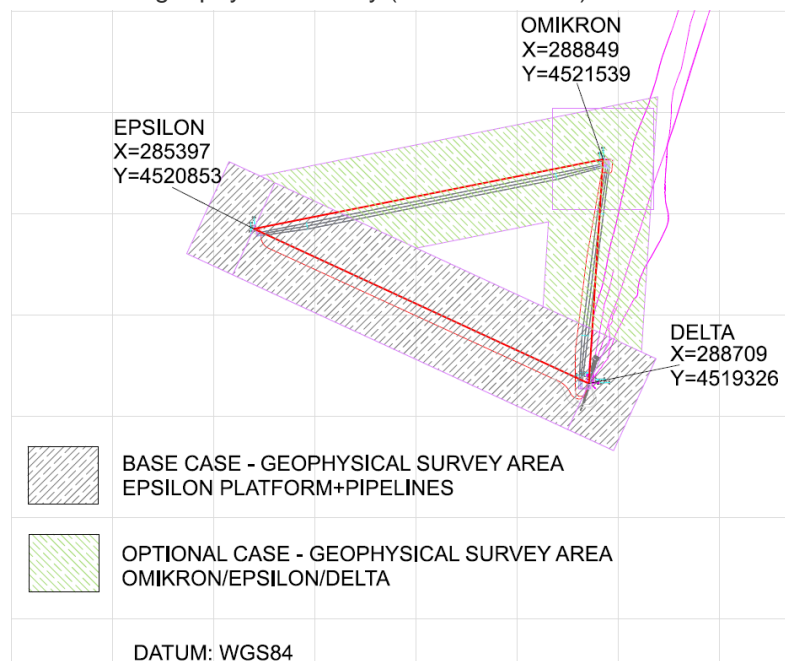 OMIKRON
X=288849
Y=4521539
EPSILON
X=285397
Y=4520853
DELTA
X=288709
Y=4519326
BASE CASE - GEOPHYSICAL SURVEY AREA
EPSILON PLATFORM+PIPELINES
OPTIONAL CASE - GEOPHYSICAL SURVEY AREA
OMIKRON/EPSILON/DELTA
DATUM: WGS84